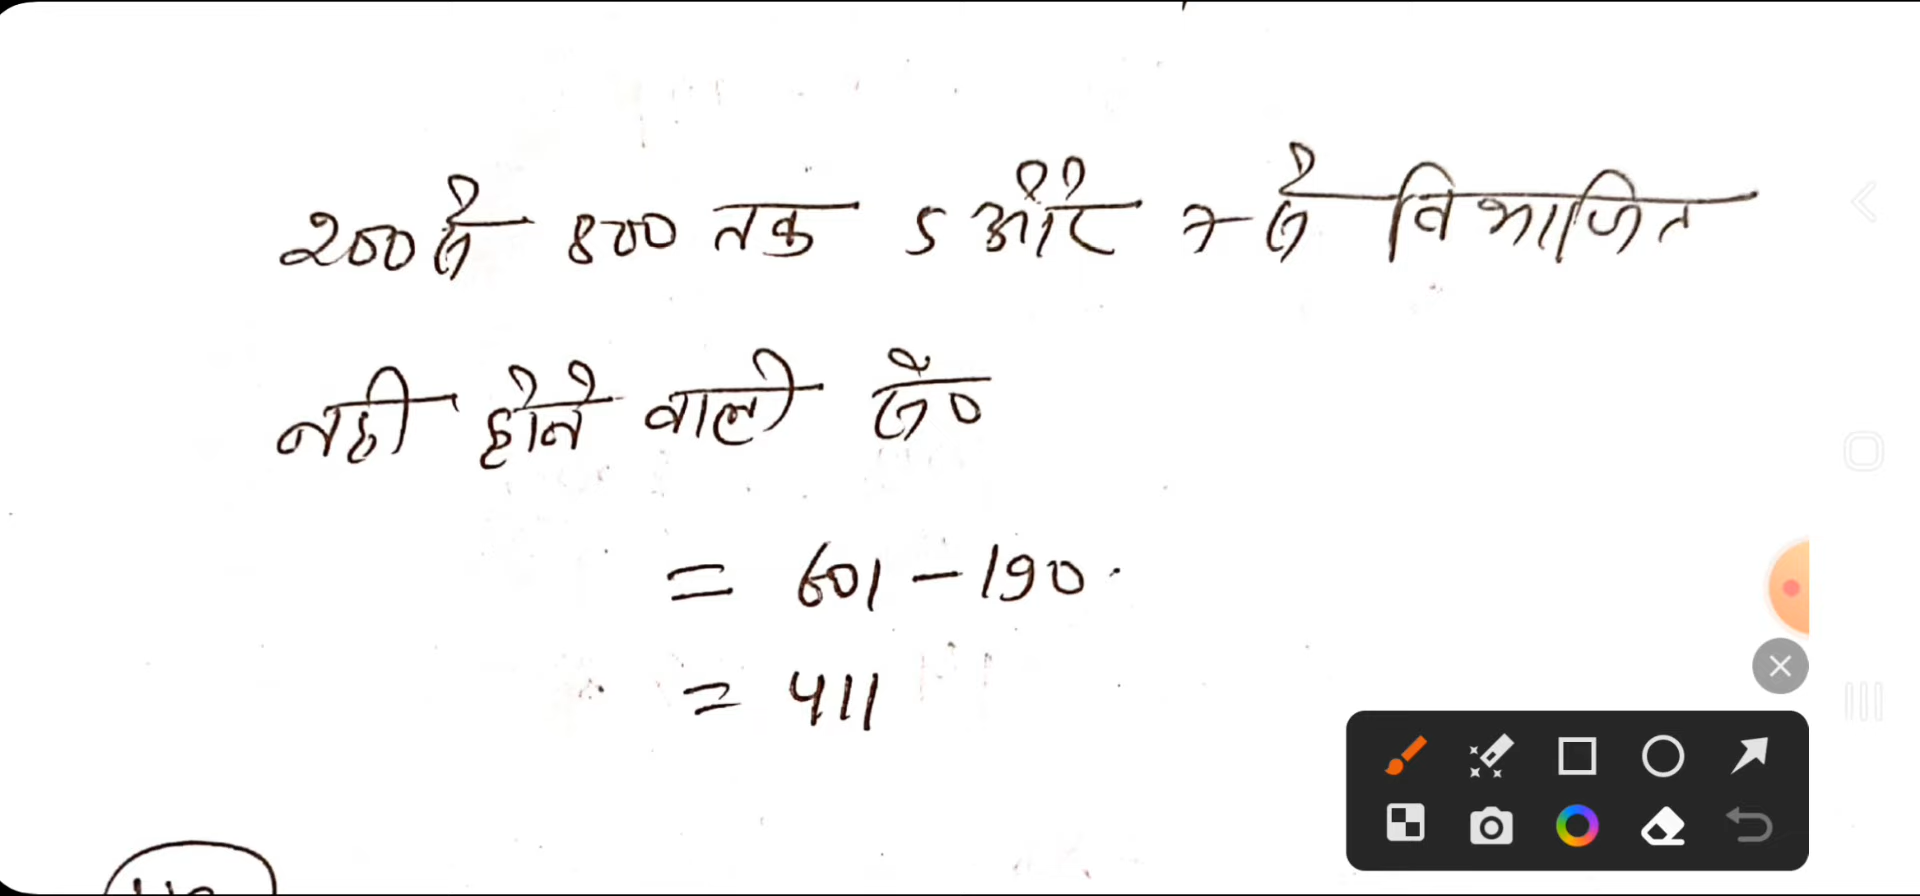 200 से 800 तक 5 और 7 से विभाजित
नही होने वाली सं०
= 601 - 190.
= 411